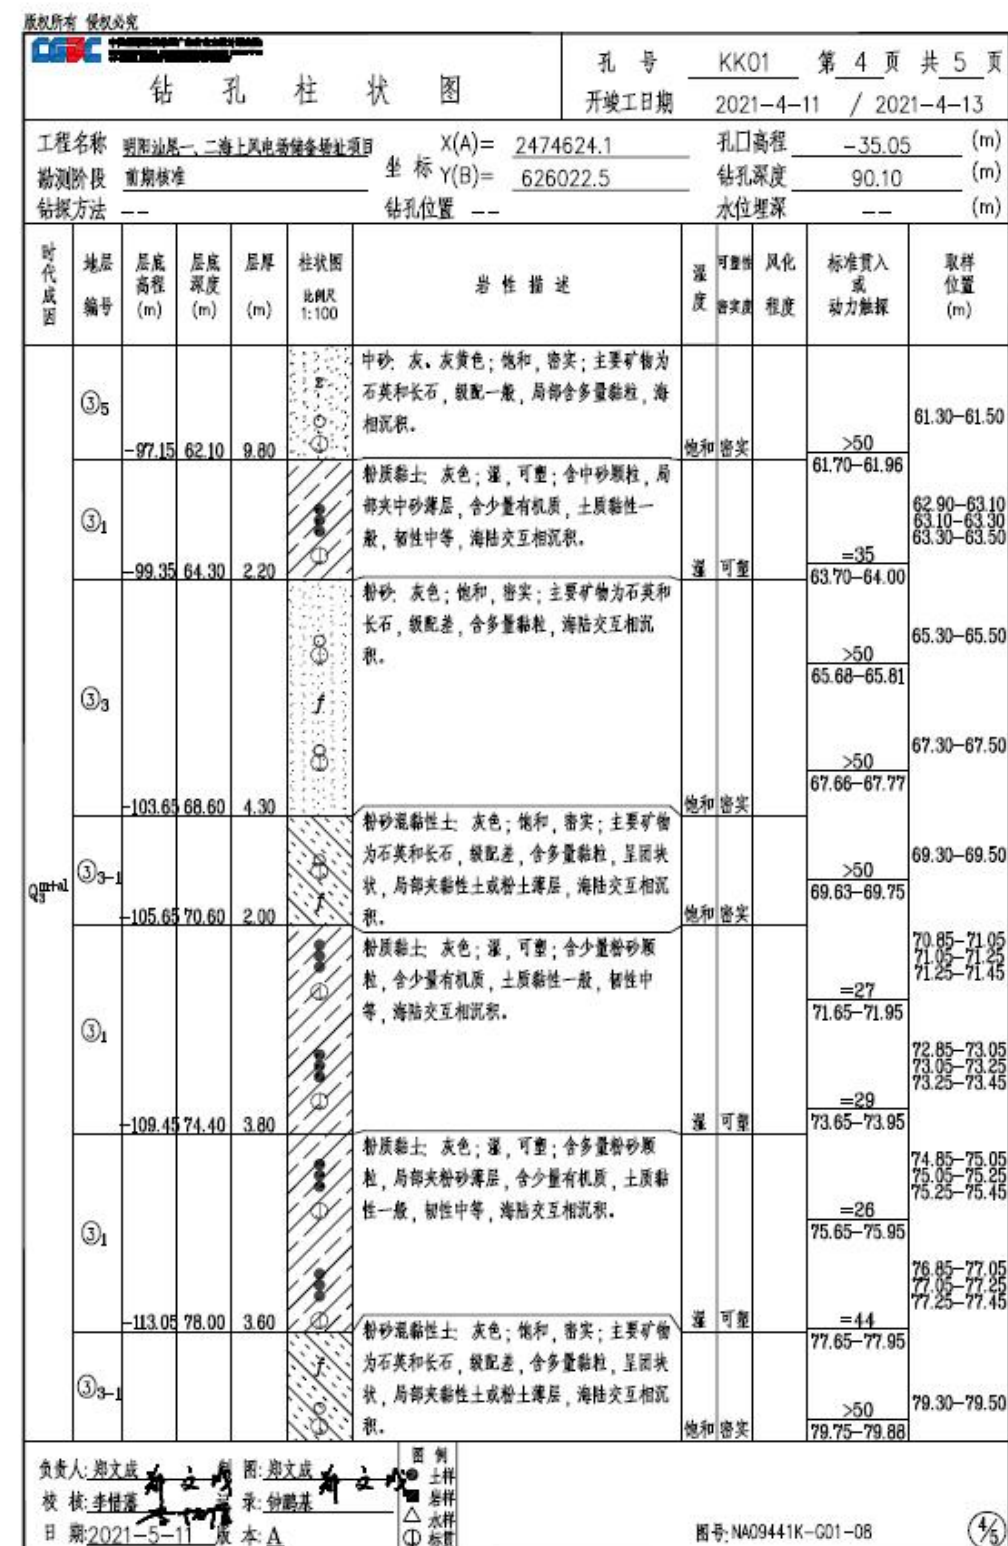 版权所有 侵权必究
CGDC
钻孔柱状图
孔号 KK01 第 4 页 共 5 页
开竣工日期 2021-4-11 / 2021-4-13
工程名称 明阳汕尾一、二海上风电场储备场址项目 坐标 X(A)= 2474624.1 孔口高程 -35.05 (m)
勘测阶段 前期核准 Y(B)= 626022.5 钻孔深度 90.10 (m)
钻探方法 -- 钻孔位置 -- 水位埋深 -- (m)
时代成因 地层编号 层底高程(m) 层底深度(m) 层厚(m) 柱状图 比例尺 1:100 岩性描述 湿度 可塑性 密实度 风化程度 标准贯入或动力触探 取样位置(m)
Q3m+al
③5 -97.15 62.10 9.80
中砂: 灰、灰黄色; 饱和, 密实; 主要矿物为
石英和长石, 级配一般, 局部含多量黏粒, 海
相沉积。
饱和 密实 >50 61.70-61.96 61.30-61.50
③1 -99.35 64.30 2.20
粉质黏土: 灰色; 湿, 可塑; 含中砂颗粒, 局
部夹中砂薄层, 含少量有机质, 土质黏性一
般, 韧性中等, 海陆交互相沉积。
湿 可塑 =35 63.70-64.00
62.90-63.10
63.10-63.30
63.30-63.50
③3 -103.65 68.60 4.30
粉砂: 灰色; 饱和, 密实; 主要矿物为石英和
长石, 级配差, 含多量黏粒, 海陆交互相沉
积。
饱和 密实
>50 65.68-65.81 65.30-65.50
>50 67.66-67.77 67.30-67.50
③3-1 -105.65 70.60 2.00
粉砂混黏性土: 灰色; 饱和, 密实; 主要矿物
为石英和长石, 级配差, 含多量黏粒, 呈团块
状, 局部夹黏性土或粉土薄层, 海陆交互相沉
积。
饱和 密实 >50 69.63-69.75 69.30-69.50
③1 -109.45 74.40 3.80
粉质黏土: 灰色; 湿, 可塑; 含少量粉砂颗
粒, 含少量有机质, 土质黏性一般, 韧性中
等, 海陆交互相沉积。
湿 可塑
=27 71.65-71.95
70.85-71.05
71.05-71.25
71.25-71.45
=29 73.65-73.95
72.85-73.05
73.05-73.25
73.25-73.45
③1 -113.05 78.00 3.60
粉质黏土: 灰色; 湿, 可塑; 含多量粉砂颗
粒, 局部夹粉砂薄层, 含少量有机质, 土质黏
性一般, 韧性中等, 海陆交互相沉积。
湿 可塑
=26 75.65-75.95
74.85-75.05
75.05-75.25
75.25-75.45
=44 77.65-77.95
76.85-77.05
77.05-77.25
77.25-77.45
③3-1
粉砂混黏性土: 灰色; 饱和, 密实; 主要矿物
为石英和长石, 级配差, 含多量黏粒, 呈团块
状, 局部夹黏性土或粉土薄层, 海陆交互相沉
积。
饱和 密实 >50 79.75-79.88 79.30-79.50
负责人: 郑文成 郑文成 制图: 郑文成 郑文成
校核: 录: 钟鹏基
日期: 2021-5-11 版本: A
图例
土样
岩样
水样
标贯
图号: NA09441K-G01-08
4/5